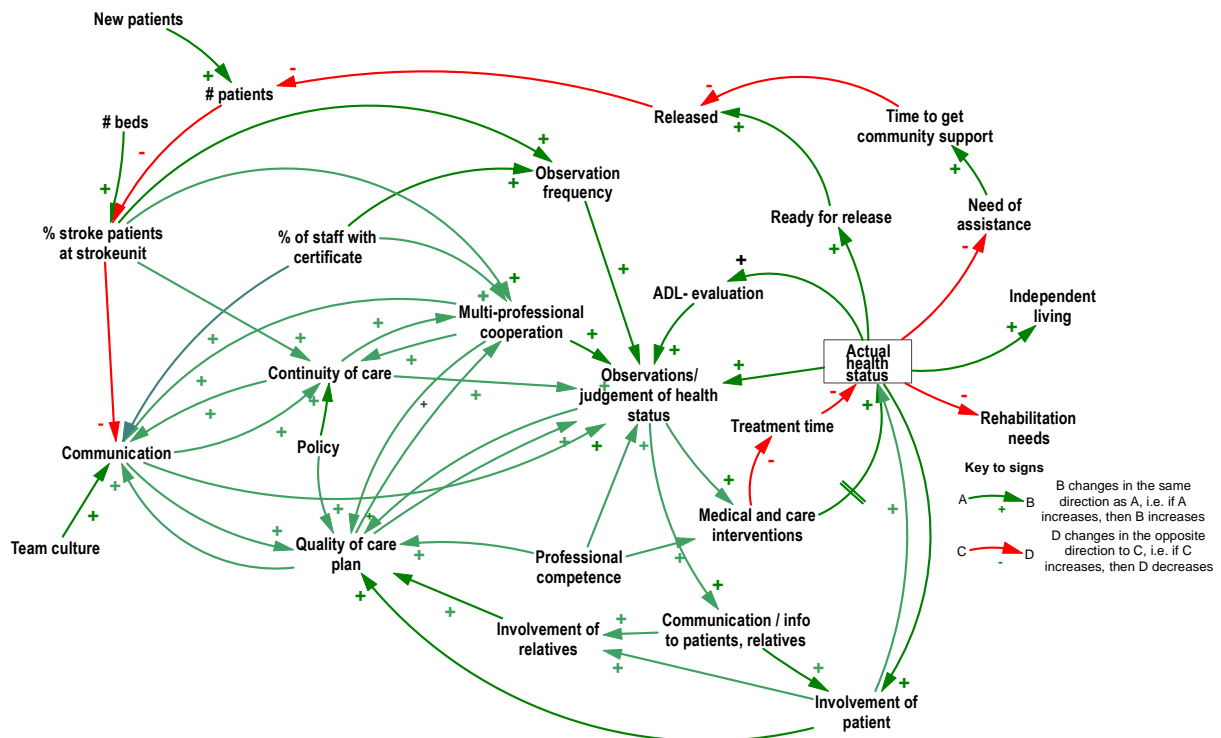 New patients
# patients
# beds
Released
Time to get
community support
Observation
frequency
Need of
assistance
Ready for release
% stroke patients
at strokeunit
% of staff with
certificate
ADL- evaluation
Independent
living
Multi-professional
cooperation
Actual
health
status
Continuity of care
Observations/
judgement of health
status
Rehabilitation
needs
Treatment time
Policy
Communication
Key to signs
A
B
+
B changes in the same
direction as A, i.e. if A
increases, then B increases
Medical and care
interventions
C
D
-
D changes in the opposite
direction to C, i.e. if C
increases, then D decreases
Team culture
Quality of care
plan
Professional
competence
Involvement of
relatives
Communication / info
to patients, relatives
Involvement of
patient